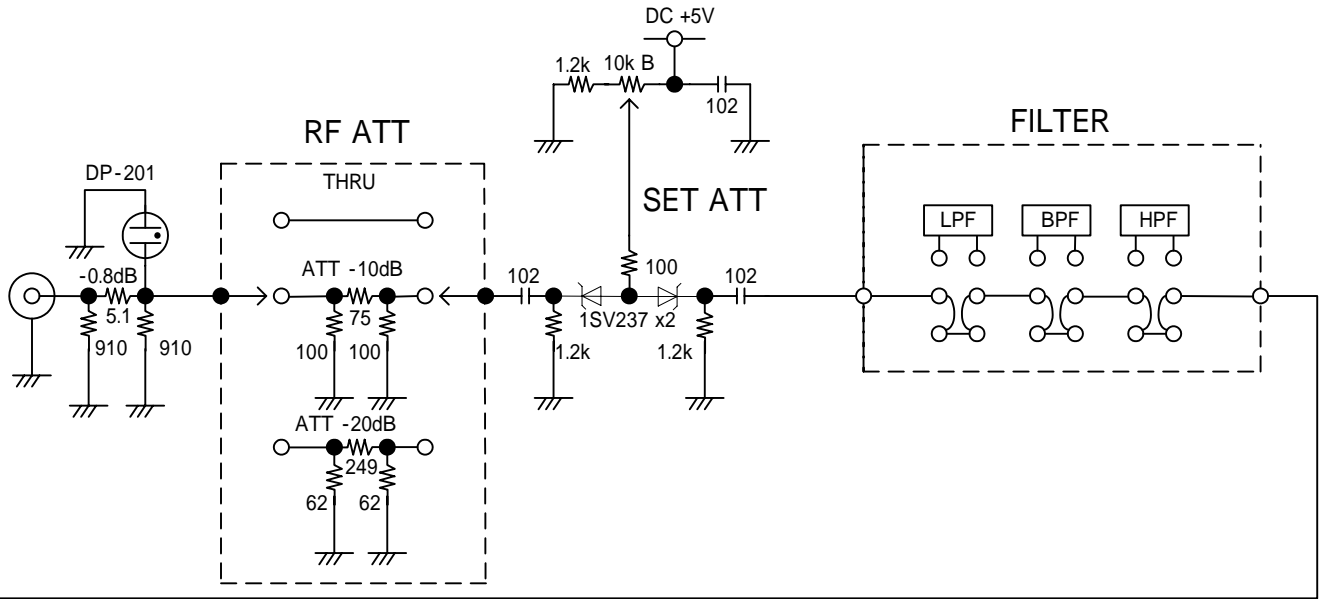 DC +5V
1.2k 10k B
102
RF ATT
FILTER
DP-201
THRU
SET ATT
LPF BPF HPF
-0.8dB
ATT -10dB
102
100
102
5.1
75
1SV237 x2
910
910
100
100
1.2k
1.2k
ATT -20dB
249
62
62